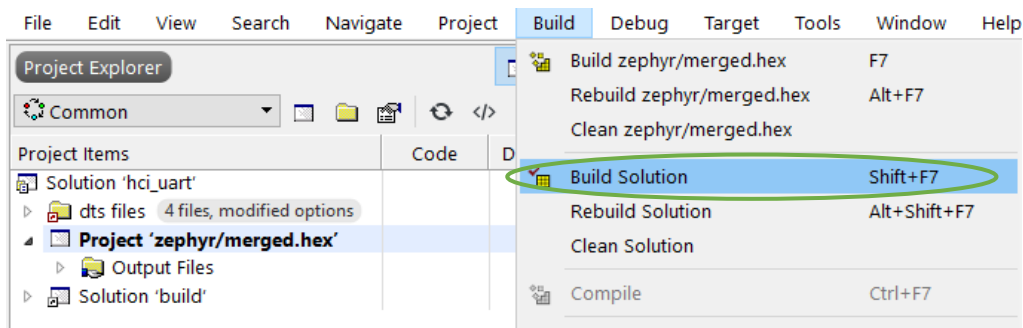 File Edit View Search Navigate Project Build Debug Target Tools Window Help
Project Explorer
Common
</>
Project Items Code D
Solution 'hci_uart'
dts files 4 files, modified options
Project 'zephyr/merged.hex'
Output Files
Solution 'build'
Build zephyr/merged.hex F7
Rebuild zephyr/merged.hex Alt+F7
Clean zephyr/merged.hex
Build Solution Shift+F7
Rebuild Solution Alt+Shift+F7
Clean Solution
Compile Ctrl+F7